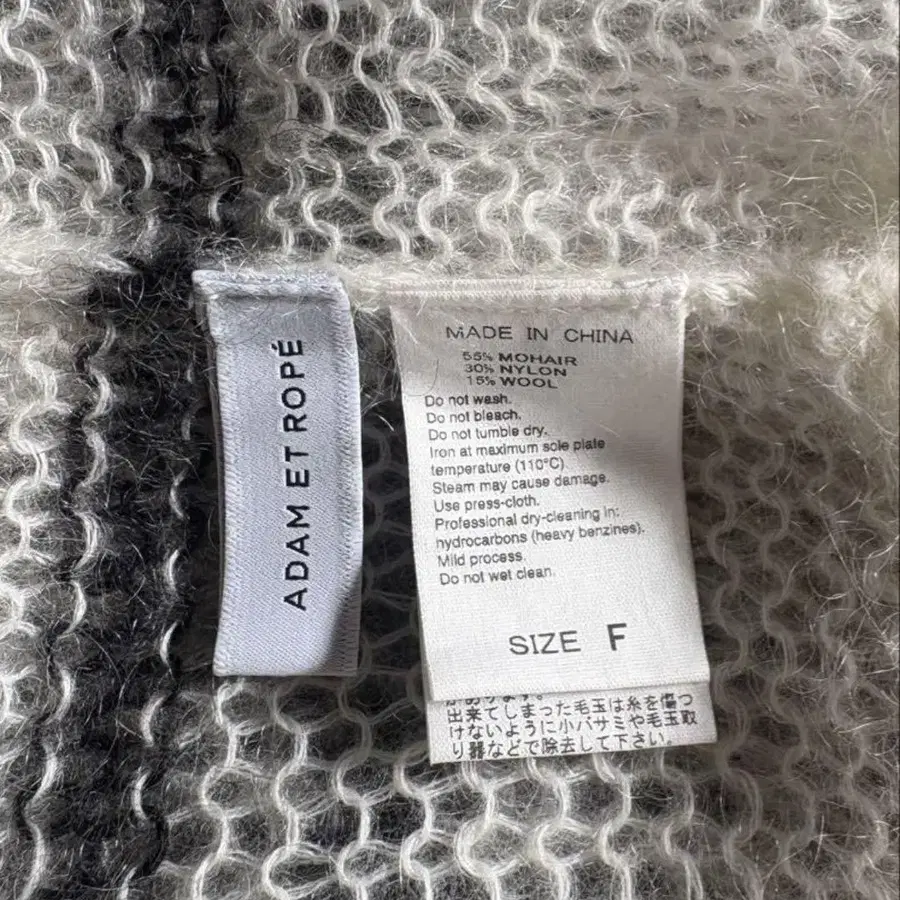 ADAM ET ROPÉ
MADE IN CHINA
55% MOHAIR
30% NYLON
15% WOOL
Do not wash.
Do not bleach.
Do not tumble dry.
Iron at maximum sole plate
temperature (110°C)
Steam may cause damage.
Use press-cloth.
Professional dry-cleaning in:
hydrocarbons (heavy benzines).
Mild process.
Do not wet clean.
SIZE F
出来てしまった毛玉は糸を傷つ
けないように小バサミや毛玉取
り器などで除去して下さい。